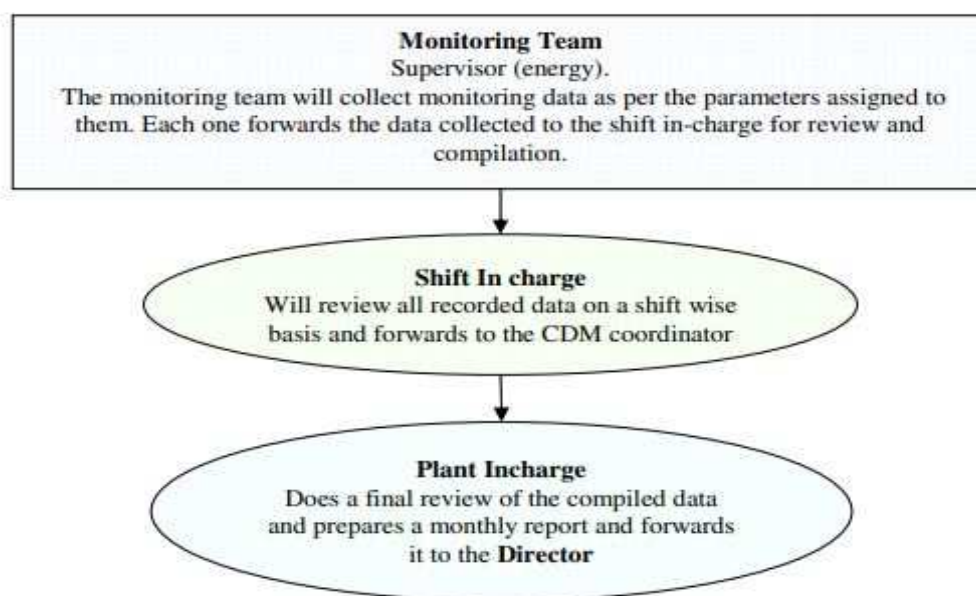 Monitoring Team
Supervisor (energy).
The monitoring team will collect monitoring data as per the parameters assigned to
them. Each one forwards the data collected to the shift in-charge for review and
compilation.
Shift In charge
Will review all recorded data on a shift wise
basis and forwards to the CDM coordinator
Plant Incharge
Does a final review of the compiled data
and prepares a monthly report and forwards
it to the Director